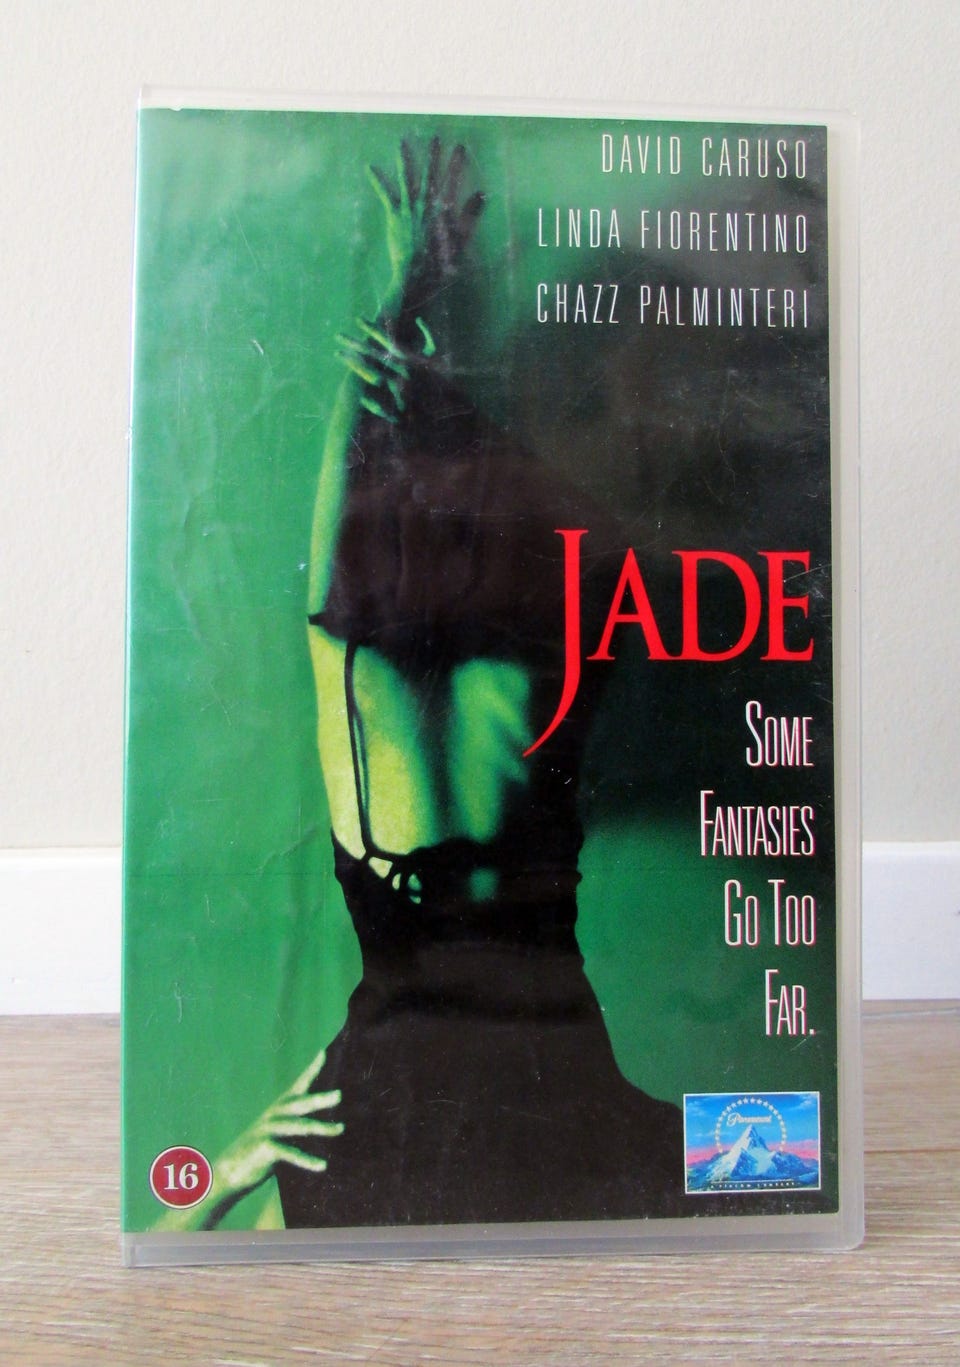 DAVID CARUSO
LINDA FIORENTINO
CHAZZ PALMINTERI
JADE
SOME
FANTASIES
GO TOO
FAR.
Paramount
16